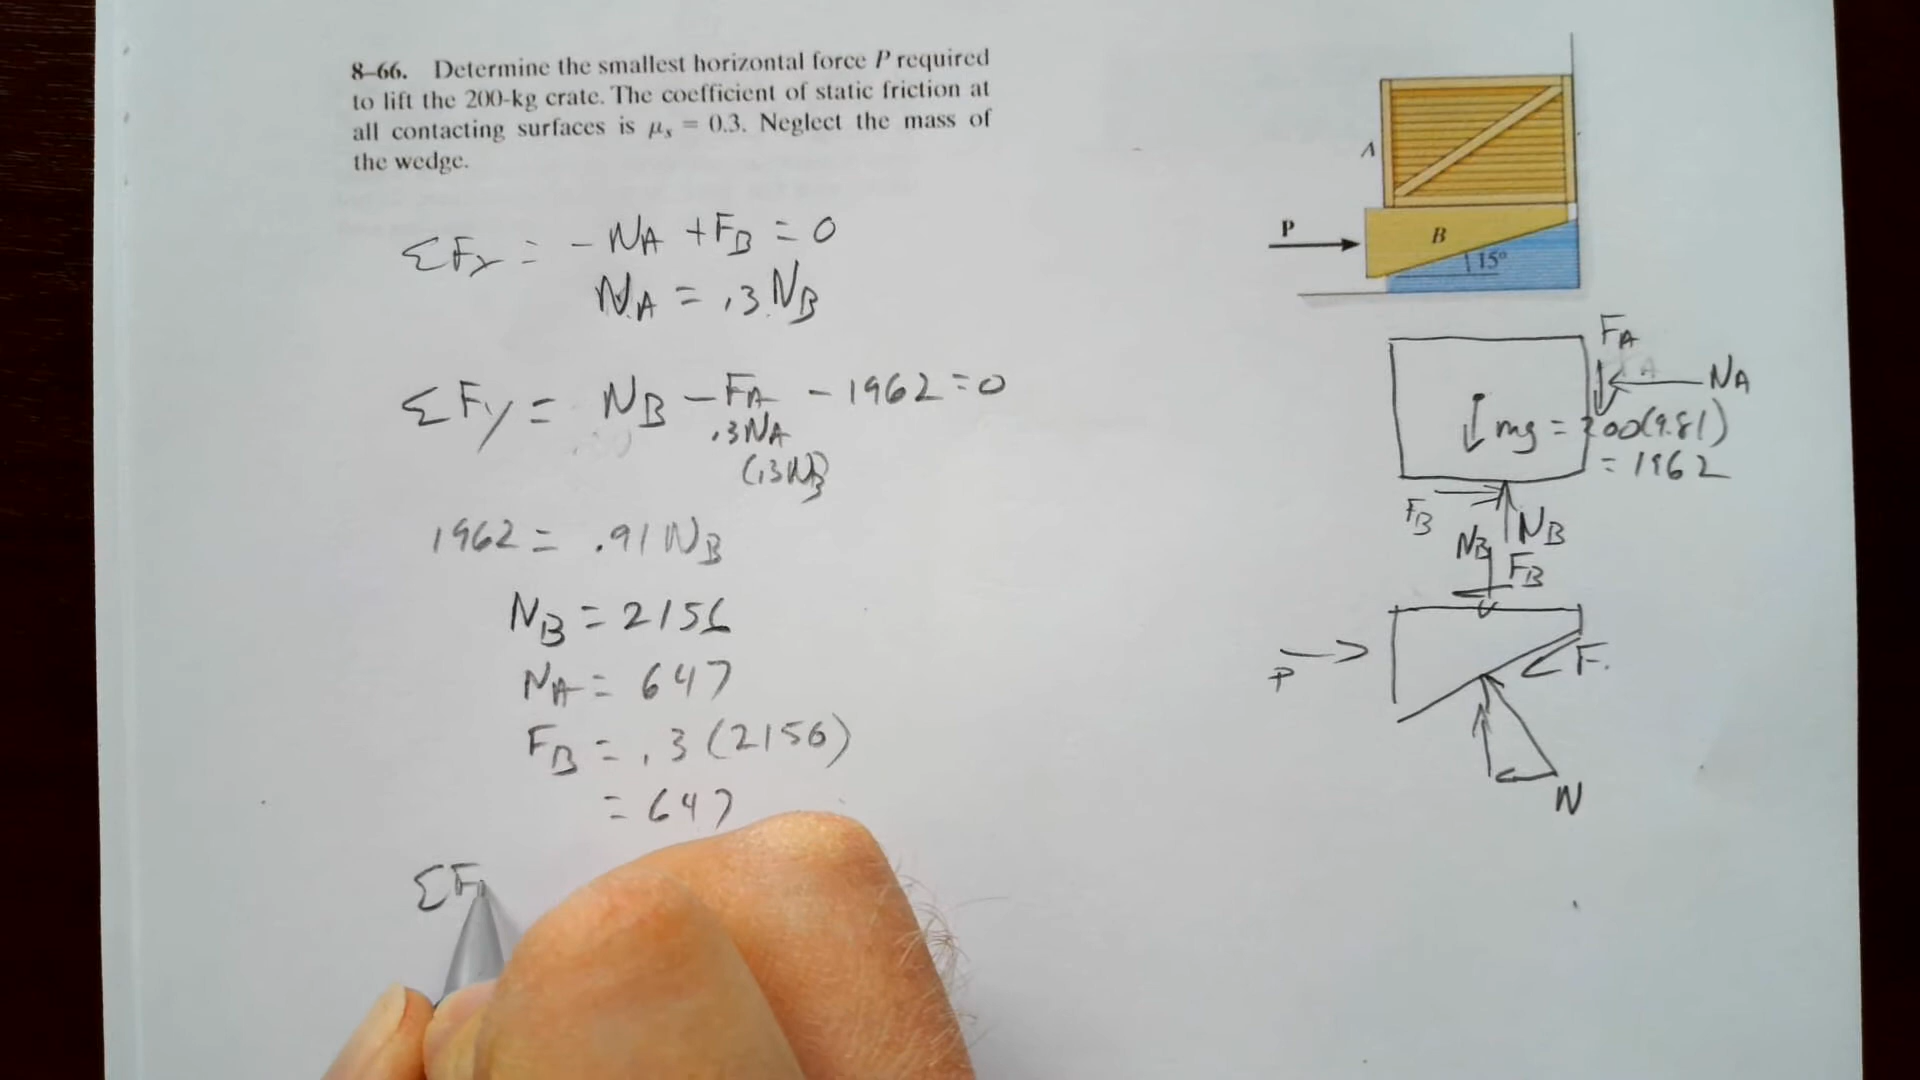 8–66. Determine the smallest horizontal force P required
to lift the 200-kg crate. The coefficient of static friction at
all contacting surfaces is μs = 0.3. Neglect the mass of
the wedge.
ΣFx = - NA + FB = 0
NA = .3 NB
ΣFy = NB - FA - 1962 = 0
.3NA
(.3NB)
1962 = .91 NB
NB = 2156
NA = 647
FB = .3 (2156)
= 647
ΣF
A
P
B
15°
FA
NA
mg = 200(9.81)
= 1962
FB
NB
NB
FB
P
F
N